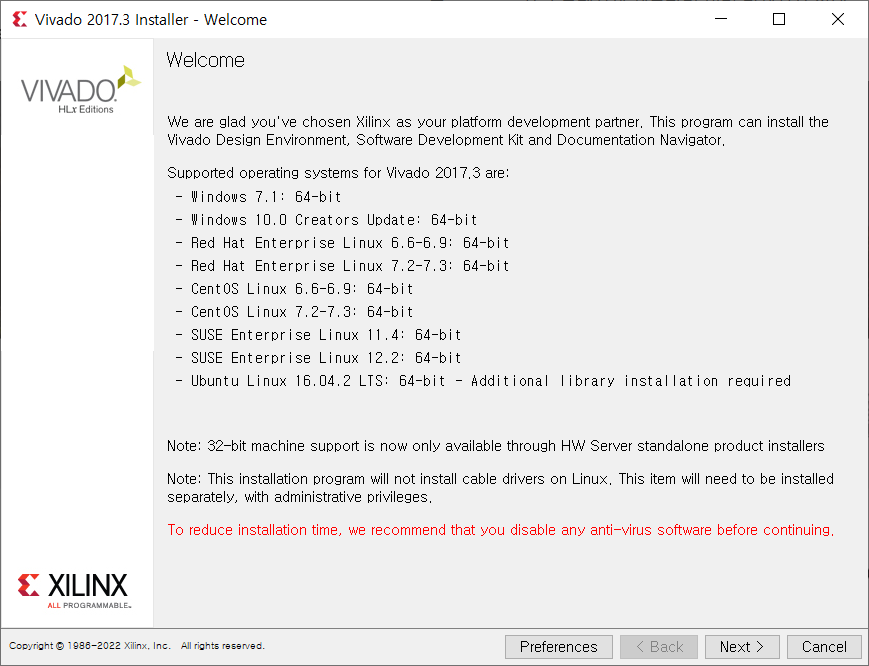 Vivado 2017.3 Installer - Welcome
VIVADO.
HLx Editions
Welcome
We are glad you've chosen Xilinx as your platform development partner. This program can install the
Vivado Design Environment, Software Development Kit and Documentation Navigator.
Supported operating systems for Vivado 2017.3 are:
- Windows 7.1: 64-bit
- Windows 10.0 Creators Update: 64-bit
- Red Hat Enterprise Linux 6.6-6.9: 64-bit
- Red Hat Enterprise Linux 7.2-7.3: 64-bit
- CentOS Linux 6.6-6.9: 64-bit
- CentOS Linux 7.2-7.3: 64-bit
- SUSE Enterprise Linux 11.4: 64-bit
- SUSE Enterprise Linux 12.2: 64-bit
- Ubuntu Linux 16.04.2 LTS: 64-bit - Additional library installation required
Note: 32-bit machine support is now only available through HW Server standalone product installers
Note: This installation program will not install cable drivers on Linux. This item will need to be installed
separately, with administrative privileges.
To reduce installation time, we recommend that you disable any anti-virus software before continuing.
XILINX
ALL PROGRAMMABLE™
Copyright © 1986-2022 Xilinx, Inc. All rights reserved.
Preferences
< Back
Next >
Cancel